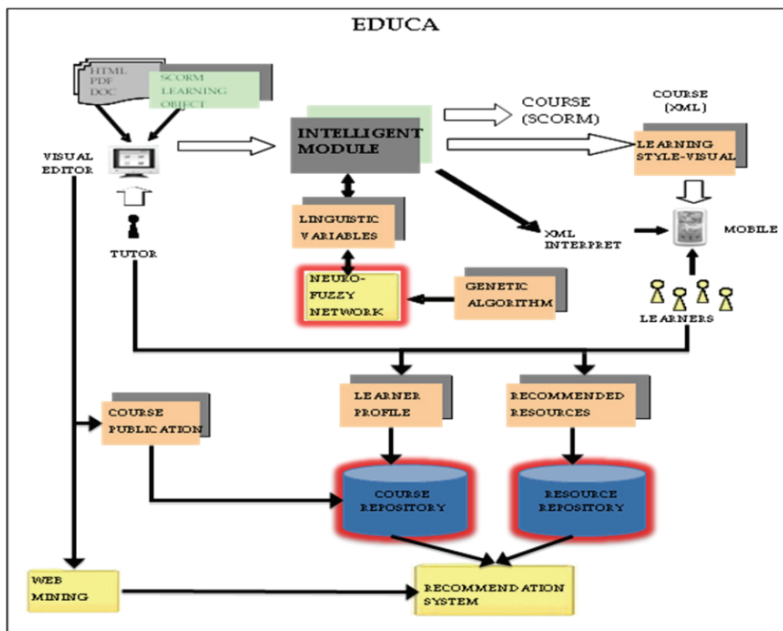 EDUCA
HTML
PDF
DOC
SCORM
LEARNING
OBJECT
COURSE
(SCORM)
COURSE
(XML)
INTELLIGENT
MODULE
LEARNING
STYLE-VISUAL
VISUAL
EDITOR
LINGUISTIC
VARIABLES
XML
INTERPRET
MOBILE
TUTOR
NEURO-
FUZZY
NETWORK
GENETIC
ALGORITHM
LEARNERS
LEARNER
PROFILE
RECOMMENDED
RESOURCES
COURSE
PUBLICATION
COURSE
REPOSITORY
RESOURCE
REPOSITORY
WEB
MINING
RECOMMENDATION
SYSTEM